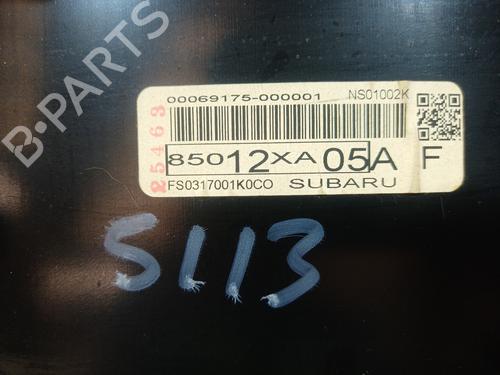 00069175-000001 NS01002K
25463
85012XA05A F
FS0317001K0CO SUBARU
5113
B-PARTS